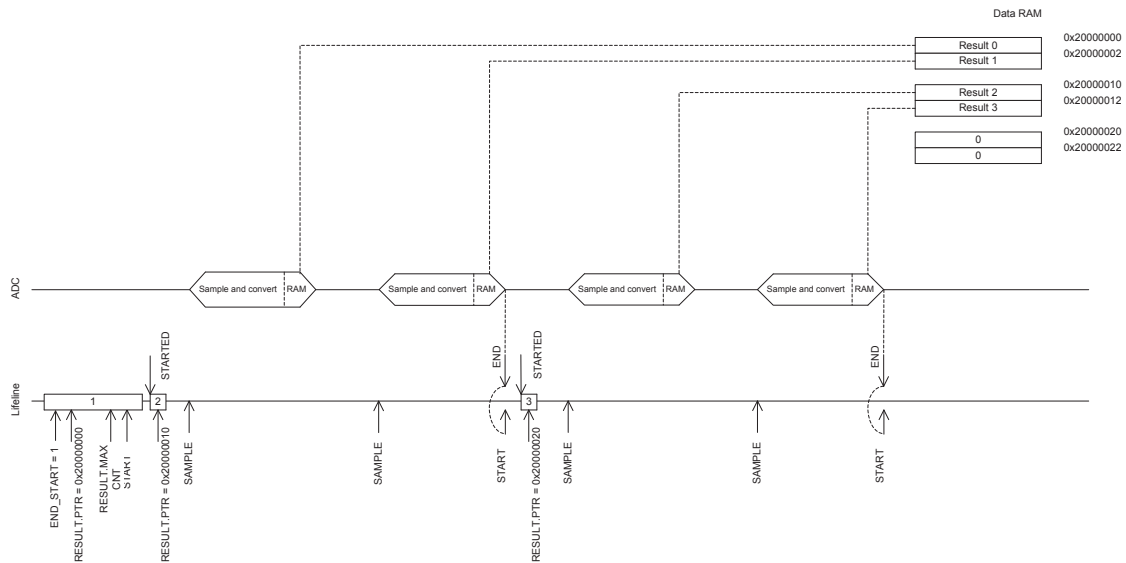 Data RAM
Result 0
0x20000000
Result 1
0x20000002
Result 2
0x20000010
Result 3
0x20000012
0
0x20000020
0
0x20000022
ADC
Sample and convert
RAM
Sample and convert
RAM
Sample and convert
RAM
Sample and convert
RAM
STARTED
END
STARTED
END
Lifeline
1
2
3
END_START = 1
RESULT.PTR = 0x20000000
RESULT.MAX
CNT
START
RESULT.PTR = 0x20000010
SAMPLE
SAMPLE
START
RESULT.PTR = 0x20000020
SAMPLE
SAMPLE
START